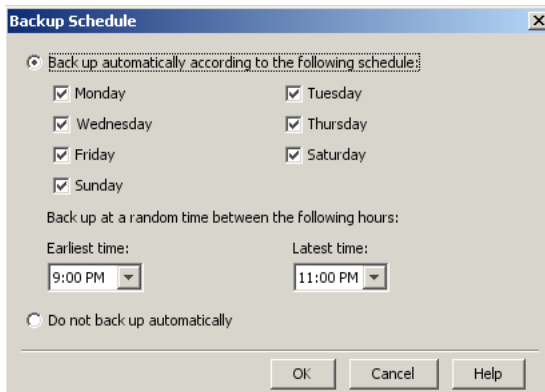 Backup Schedule
Back up automatically according to the following schedule:
Monday
Tuesday
Wednesday
Thursday
Friday
Saturday
Sunday
Back up at a random time between the following hours:
Earliest time:
Latest time:
9:00 PM
11:00 PM
Do not back up automatically
OK
Cancel
Help